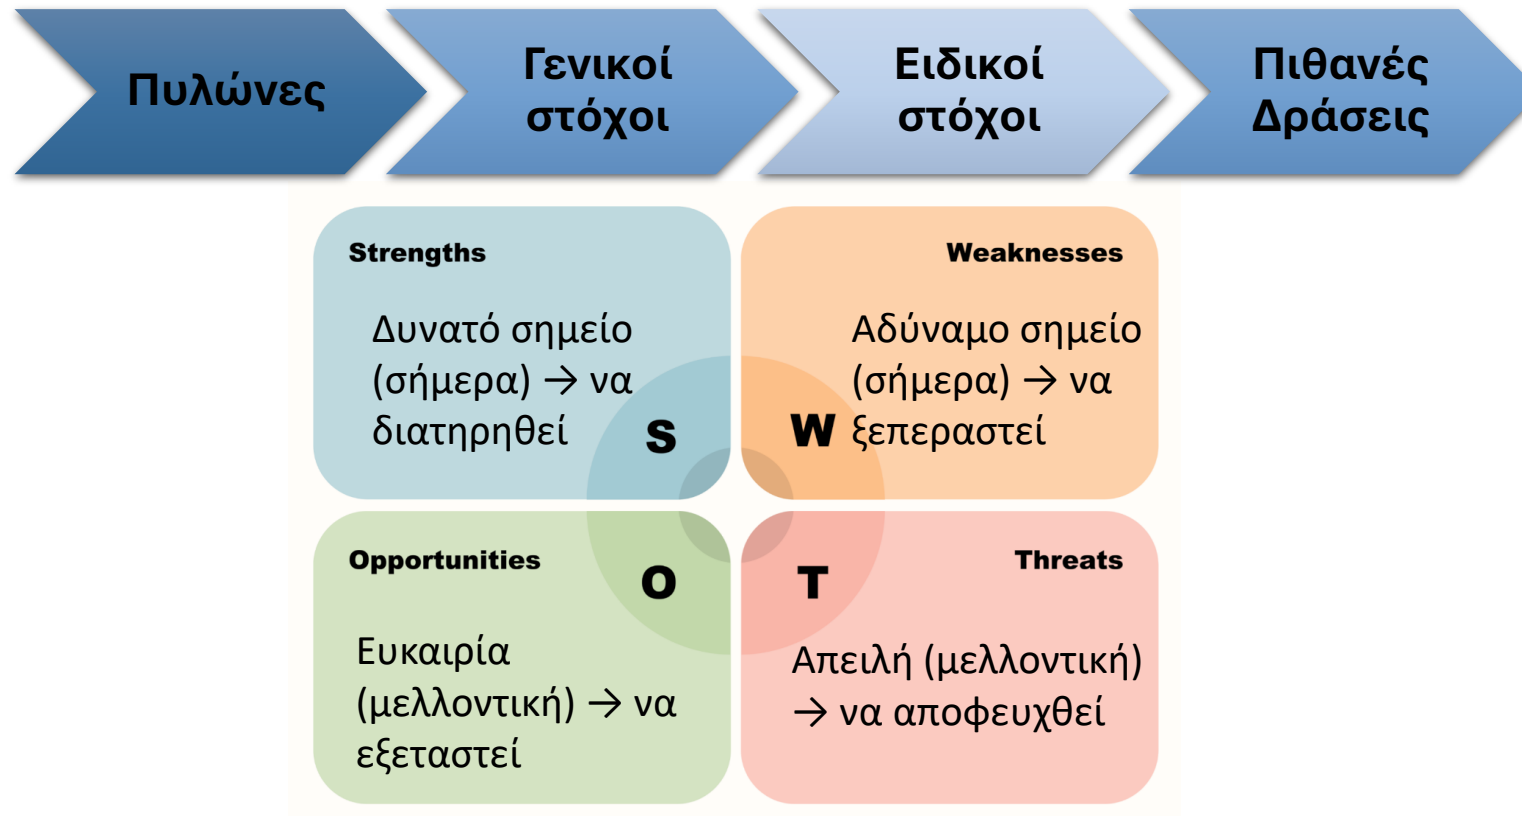 Πυλώνες
Γενικοί
στόχοι
Ειδικοί
στόχοι
Πιθανές
Δράσεις
Strengths
Δυνατό σημείο
(σήμερα) → να
διατηρηθεί
S
Weaknesses
Αδύναμο σημείο
(σήμερα) → να
ξεπεραστεί
W
Opportunities
O
Ευκαιρία
(μελλοντική) → να
εξεταστεί
Threats
T
Απειλή (μελλοντική)
→ να αποφευχθεί